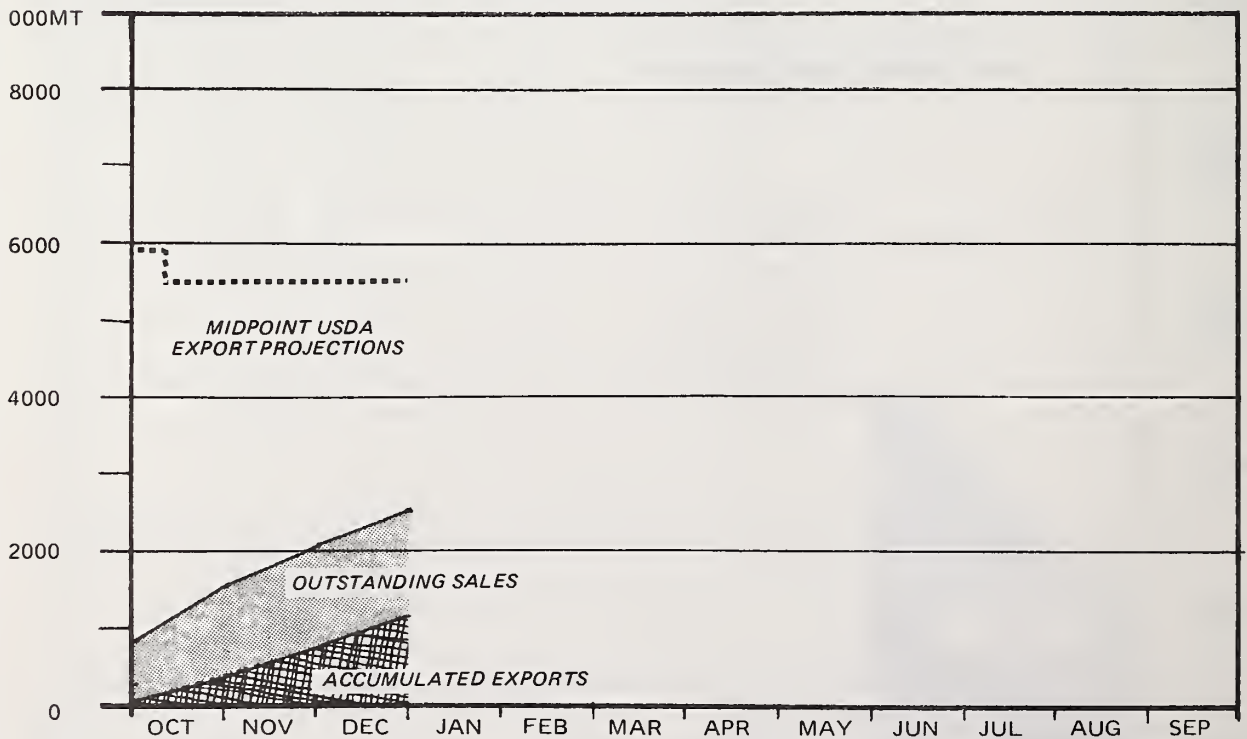 000MT
8000
6000
MIDPOINT USDA
EXPORT PROJECTIONS
4000
2000
OUTSTANDING SALES
ACCUMULATED EXPORTS
0
OCT NOV DEC JAN FEB MAR APR MAY JUN JUL AUG SEP